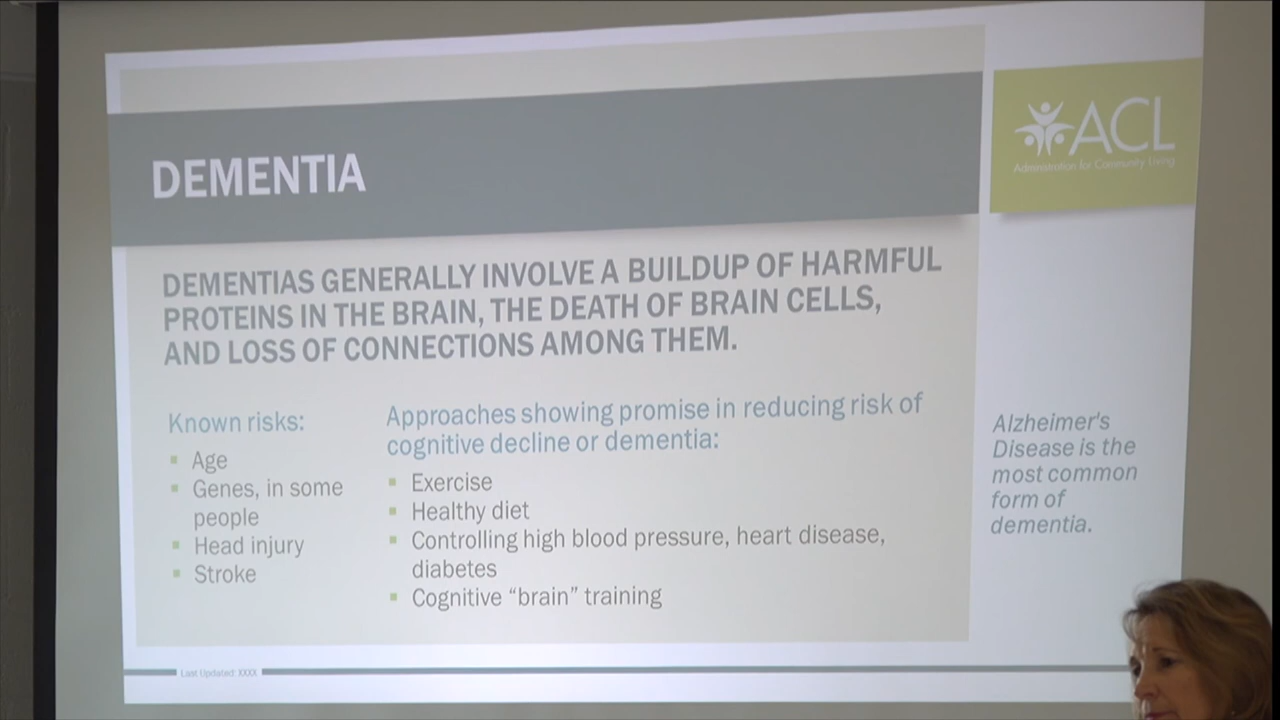 DEMENTIA
ACL
Administration for Community Living
DEMENTIAS GENERALLY INVOLVE A BUILDUP OF HARMFUL
PROTEINS IN THE BRAIN, THE DEATH OF BRAIN CELLS,
AND LOSS OF CONNECTIONS AMONG THEM.
Known risks:
Age
Genes, in some
people
Head injury
Stroke
Approaches showing promise in reducing risk of
cognitive decline or dementia:
Exercise
Healthy diet
Controlling high blood pressure, heart disease,
diabetes
Cognitive “brain” training
Alzheimer's
Disease is the
most common
form of
dementia.
Last Updated: XXXX